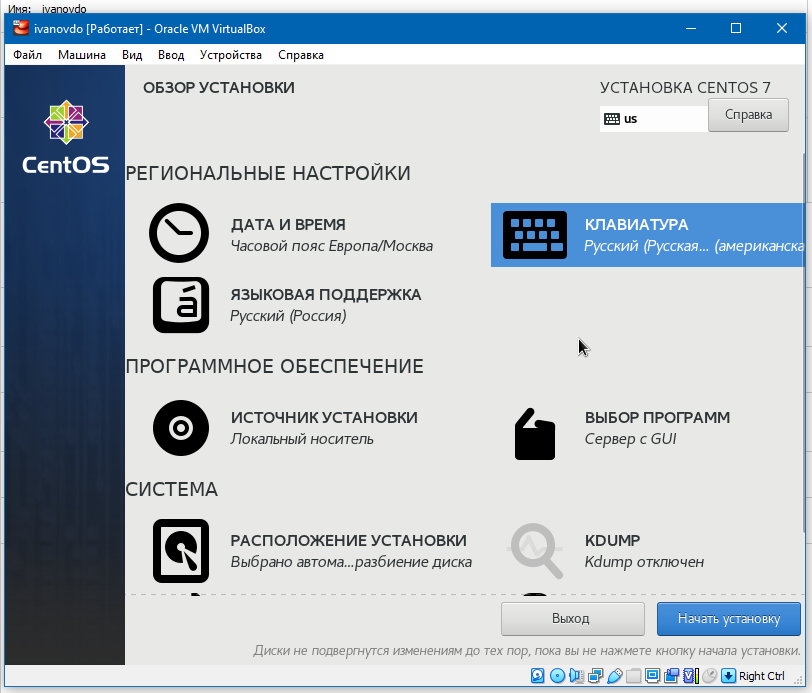 Имя: ivanovdo
ivanovdo [Работает] - Oracle VM VirtualBox
Файл Машина Вид Ввод Устройства Справка
CentOS
ОБЗОР УСТАНОВКИ
УСТАНОВКА CENTOS 7
us
Справка
РЕГИОНАЛЬНЫЕ НАСТРОЙКИ
ДАТА И ВРЕМЯ
Часовой пояс Европа/Москва
КЛАВИАТУРА
Русский (Русская... (американска
á
ЯЗЫКОВАЯ ПОДДЕРЖКА
Русский (Россия)
ПРОГРАММНОЕ ОБЕСПЕЧЕНИЕ
ИСТОЧНИК УСТАНОВКИ
Локальный носитель
ВЫБОР ПРОГРАММ
Сервер с GUI
СИСТЕМА
РАСПОЛОЖЕНИЕ УСТАНОВКИ
Выбрано автома...разбиение диска
KDUMP
Kdump отключен
Выход
Начать установку
Диски не подвергнутся изменениям до тех пор, пока вы не нажмете кнопку начала установки.
Right Ctrl